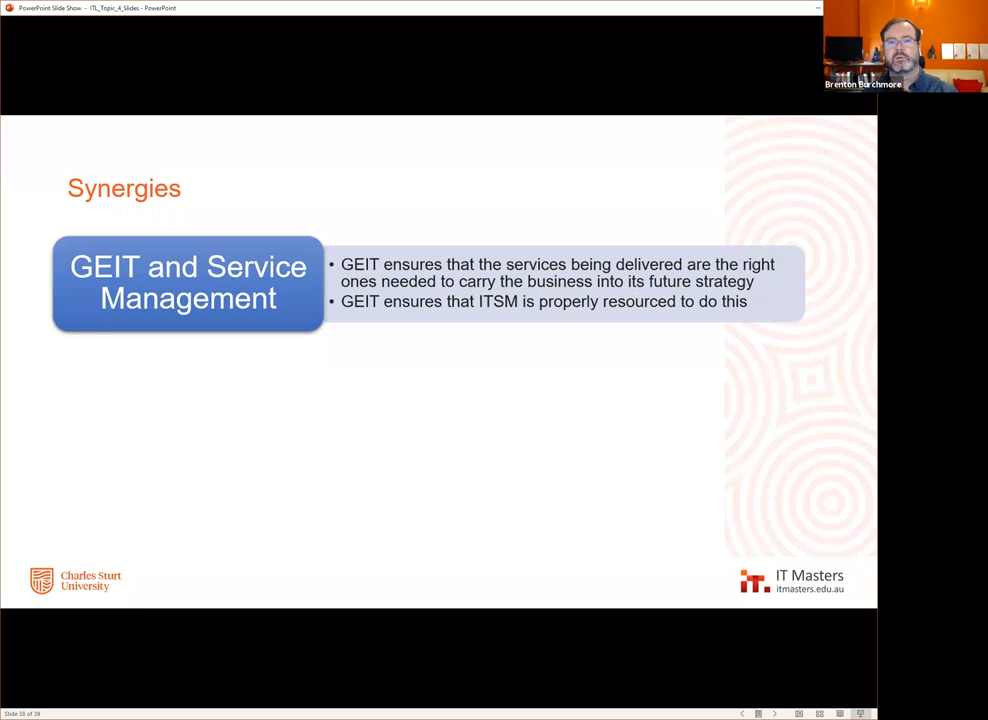 PowerPoint Slide Show - ITL_Topic_4_Slides - PowerPoint
Brenton Burchmore
Synergies
GEIT and Service
Management
• GEIT ensures that the services being delivered are the right
ones needed to carry the business into its future strategy
• GEIT ensures that ITSM is properly resourced to do this
Charles Sturt
University
IT Masters
itmasters.edu.au
Slide 38 of 39